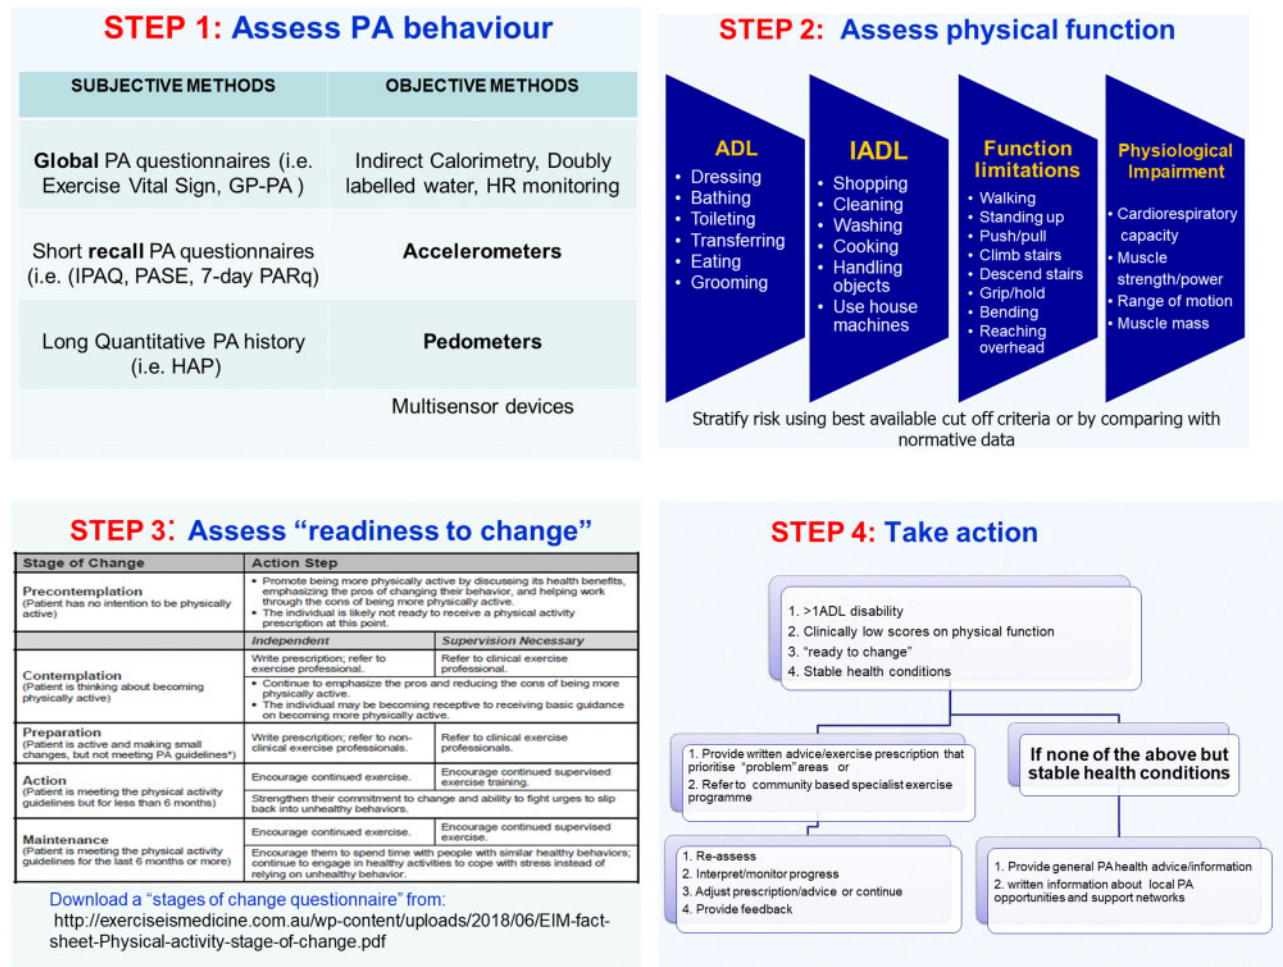 STEP 1: Assess PA behaviour
SUBJECTIVE METHODS
OBJECTIVE METHODS
Global PA questionnaires (i.e.
Exercise Vital Sign, GP-PA )
Indirect Calorimetry, Doubly
labelled water, HR monitoring
Short recall PA questionnaires
(i.e. (IPAQ, PASE, 7-day PARq)
Accelerometers
Long Quantitative PA history
(i.e. HAP)
Pedometers
Multisensor devices
STEP 2: Assess physical function
ADL
• Dressing
• Bathing
• Toileting
• Transferring
• Eating
• Grooming
IADL
• Shopping
• Cleaning
• Washing
• Cooking
• Handling
objects
• Use house
machines
Function
limitations
• Walking
• Standing up
• Push/pull
• Climb stairs
• Descend stairs
• Grip/hold
• Bending
• Reaching
overhead
Physiological
Impairment
• Cardiorespiratory
capacity
• Muscle
strength/power
• Range of motion
• Muscle mass
Stratify risk using best available cut off criteria or by comparing with
normative data
STEP 3: Assess “readiness to change”
Stage of Change
Action Step
Precontemplation
(Patient has no intention to be physically
active)
• Promote being more physically active by discussing its health benefits,
emphasizing the pros of changing their behavior, and helping work
through the cons of being more physically active.
• The individual is likely not ready to receive a physical activity
prescription at this point.
Independent
Supervision Necessary
Contemplation
(Patient is thinking about becoming
physically active)
Write prescription; refer to
exercise professional.
Refer to clinical exercise
professional.
• Continue to emphasize the pros and reducing the cons of being more
physically active.
• The individual may be becoming receptive to receiving basic guidance
on becoming more physically active.
Preparation
(Patient is active and making small
changes, but not meeting PA guidelines*)
Write prescription; refer to non-
clinical exercise professionals.
Refer to clinical exercise
professionals.
Action
(Patient is meeting the physical activity
guidelines but for less than 6 months)
Encourage continued exercise.
Encourage continued supervised
exercise training.
Strengthen their commitment to change and ability to fight urges to slip
back into unhealthy behaviors.
Maintenance
(Patient is meeting the physical activity
guidelines for the last 6 months or more)
Encourage continued exercise.
Encourage continued supervised
exercise.
Encourage them to spend time with people with similar healthy behaviors;
continue to engage in healthy activities to cope with stress instead of
relying on unhealthy behavior.
Download a “stages of change questionnaire” from:
http://exerciseismedicine.com.au/wp-content/uploads/2018/06/EIM-fact-
sheet-Physical-activity-stage-of-change.pdf
STEP 4: Take action
1. >1ADL disability
2. Clinically low scores on physical function
3. “ready to change”
4. Stable health conditions
1. Provide written advice/exercise prescription that
prioritise “problem” areas or
2. Refer to community based specialist exercise
programme
If none of the above but
stable health conditions
1. Re-assess
2. Interpret/monitor progress
3. Adjust prescription/advice or continue
4. Provide feedback
1. Provide general PA health advice/information
2. written information about local PA
opportunities and support networks